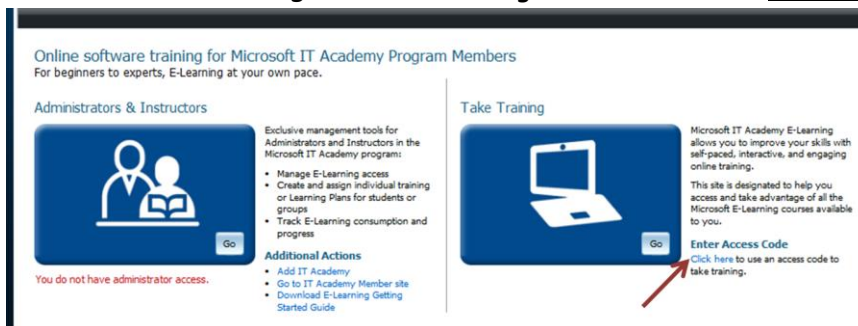 Online software training for Microsoft IT Academy Program Members
For beginners to experts, E-Learning at your own pace.
Administrators & Instructors
Go
You do not have administrator access.
Exclusive management tools for
Administrators and Instructors in the
Microsoft IT Academy program:
• Manage E-Learning access
• Create and assign individual training
or Learning Plans for students or
groups
• Track E-Learning consumption and
progress
Additional Actions
• Add IT Academy
• Go to IT Academy Member site
• Download E-Learning Getting
Started Guide
Take Training
Go
Microsoft IT Academy E-Learning
allows you to improve your skills with
self-paced, interactive, and engaging
online training.
This site is designated to help you
access and take advantage of all the
Microsoft E-Learning courses available
to you.
Enter Access Code
Click here to use an access code to
take training.